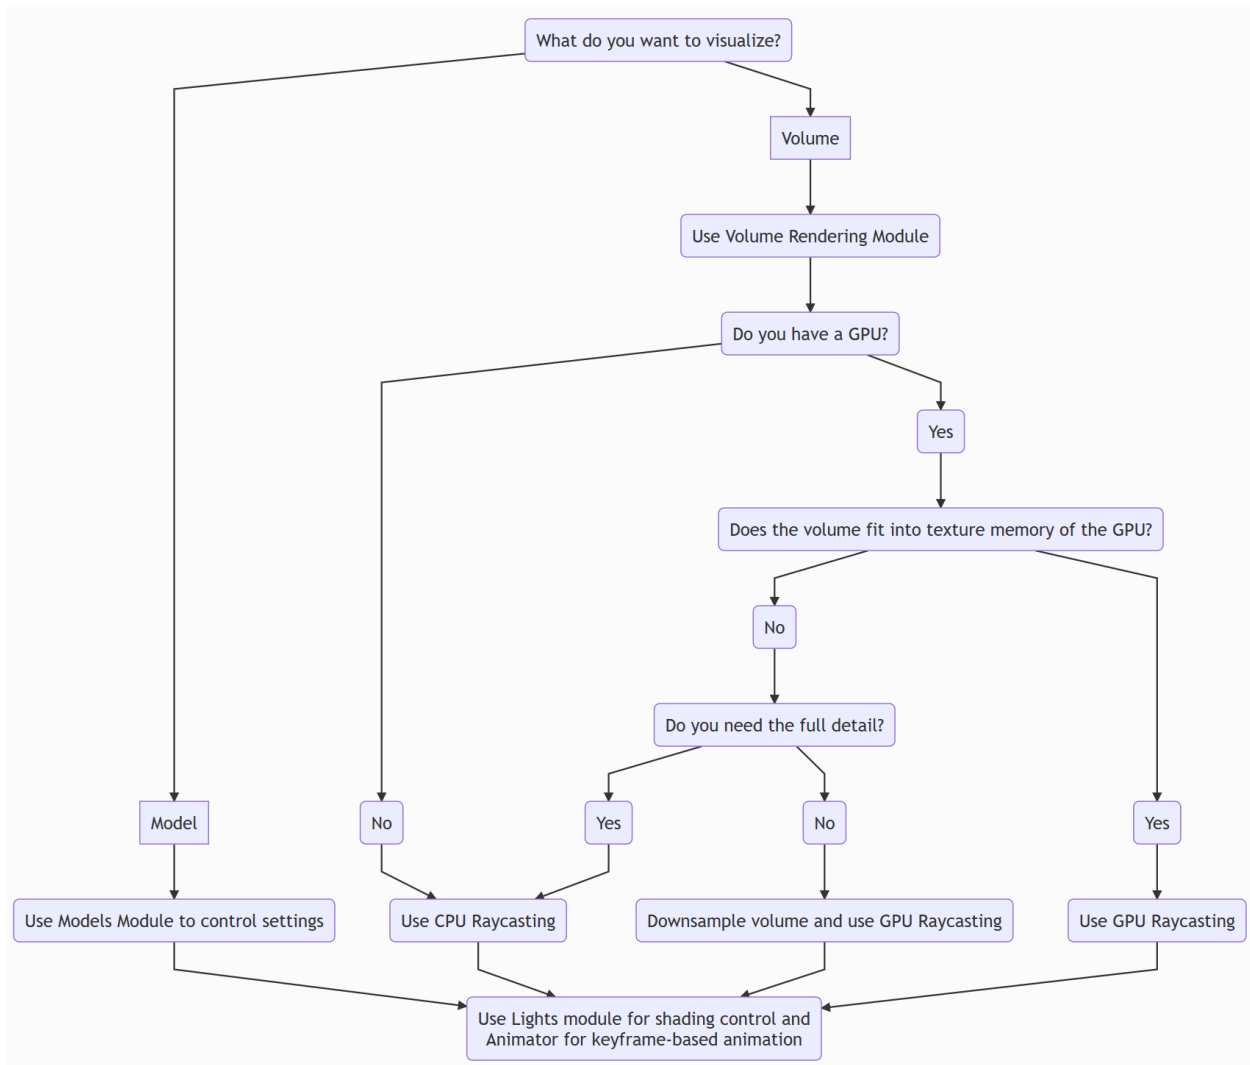 What do you want to visualize?
Volume
Use Volume Rendering Module
Do you have a GPU?
Yes
Does the volume fit into texture memory of the GPU?
No
Do you need the full detail?
Model
No
Yes
No
Yes
Use Models Module to control settings
Use CPU Raycasting
Downsample volume and use GPU Raycasting
Use GPU Raycasting
Use Lights module for shading control and
Animator for keyframe-based animation